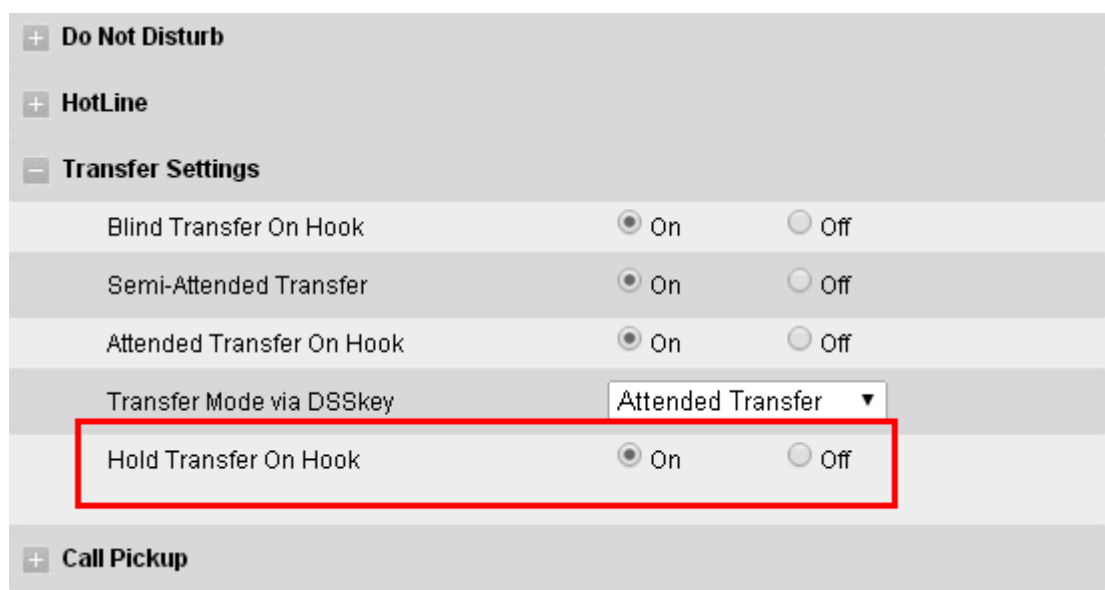 Do Not Disturb
HotLine
Transfer Settings
Blind Transfer On Hook On Off
Semi-Attended Transfer On Off
Attended Transfer On Hook On Off
Transfer Mode via DSSkey Attended Transfer
Hold Transfer On Hook On Off
Call Pickup